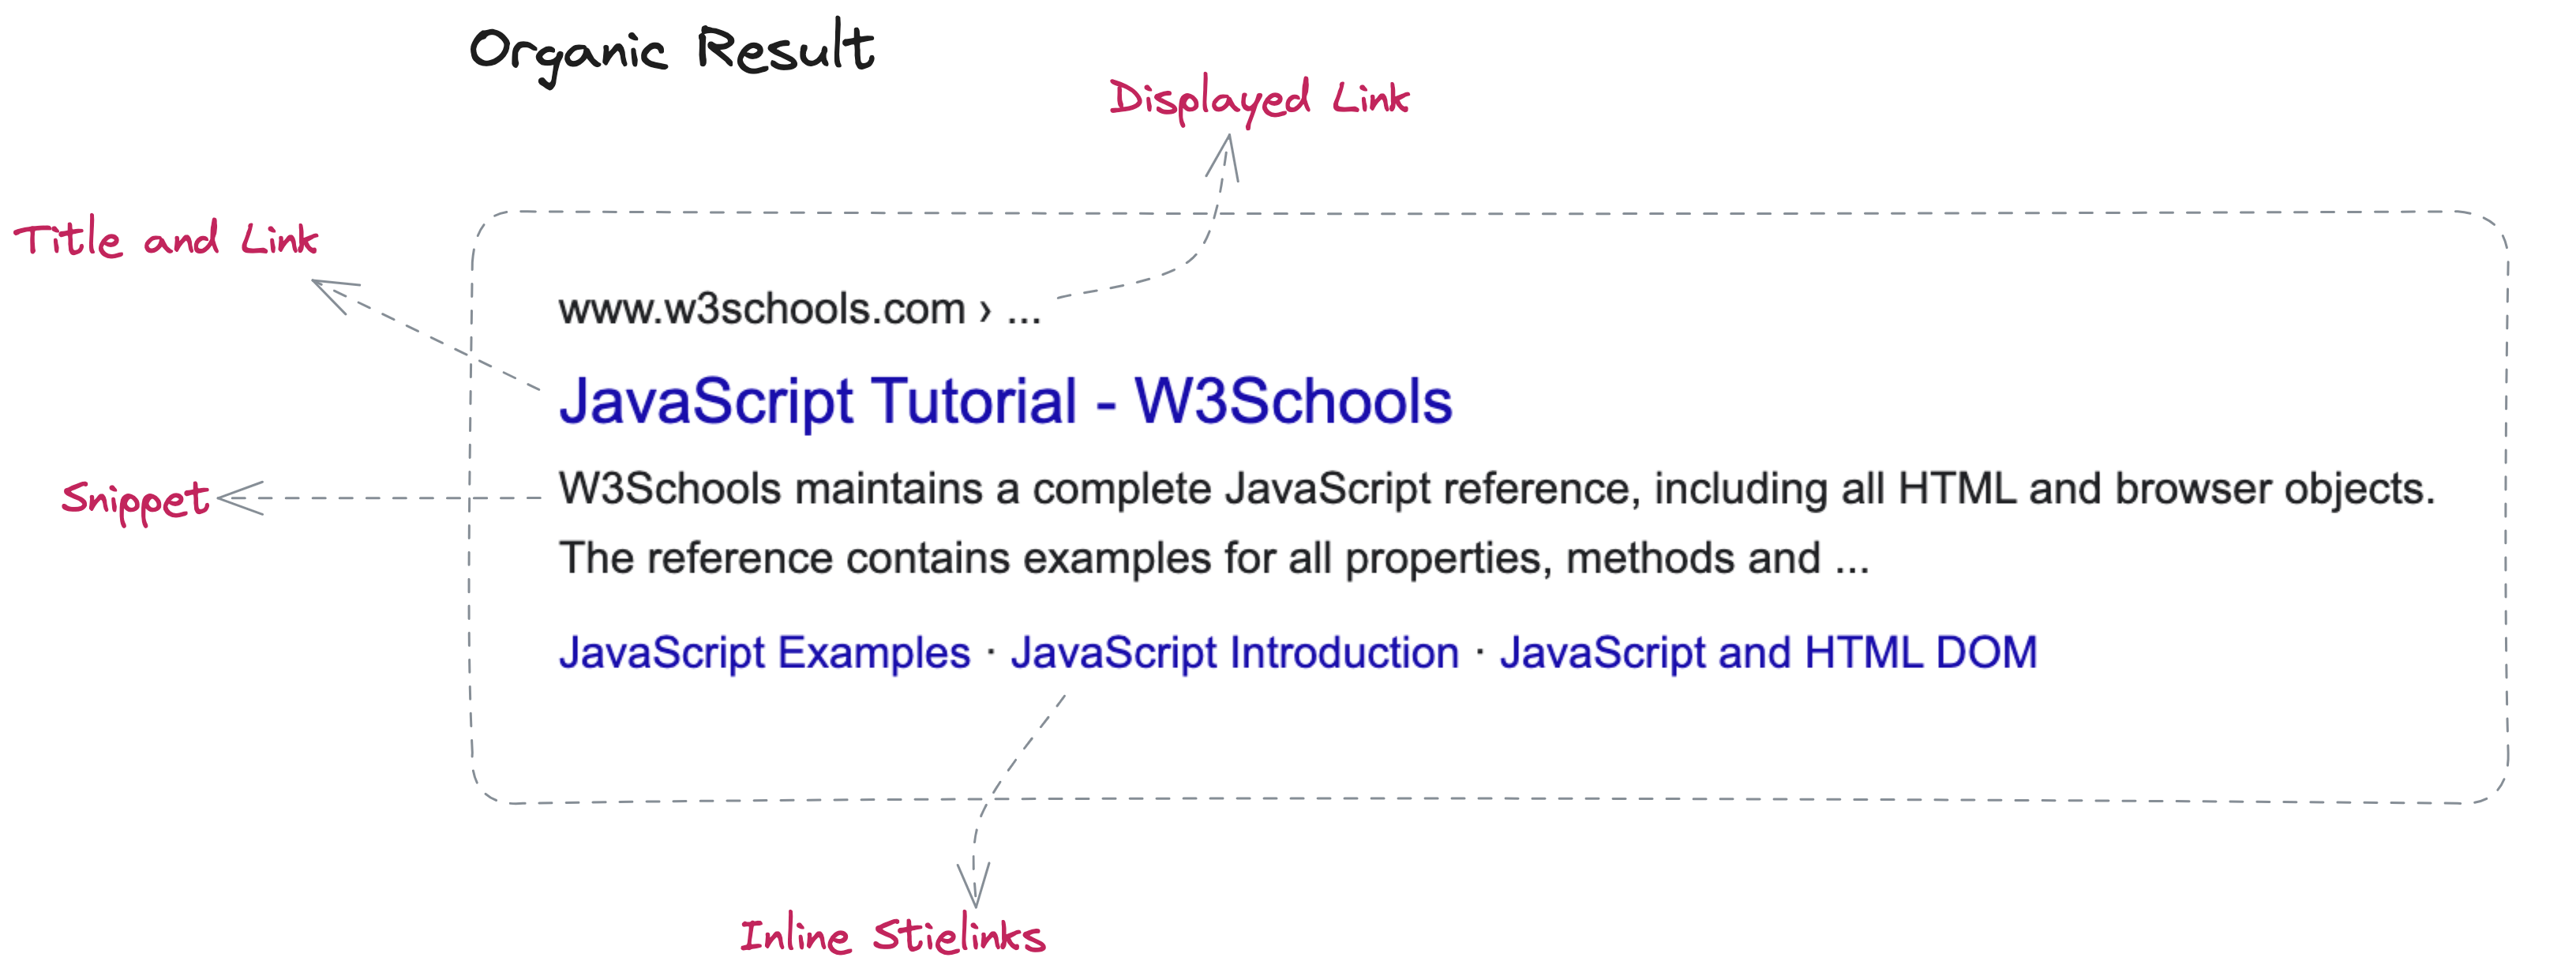 Organic Result
Displayed Link
Title and Link
www.w3schools.com › ...
JavaScript Tutorial - W3Schools
Snippet
W3Schools maintains a complete JavaScript reference, including all HTML and browser objects.
The reference contains examples for all properties, methods and ...
JavaScript Examples · JavaScript Introduction · JavaScript and HTML DOM
Inline Stielinks